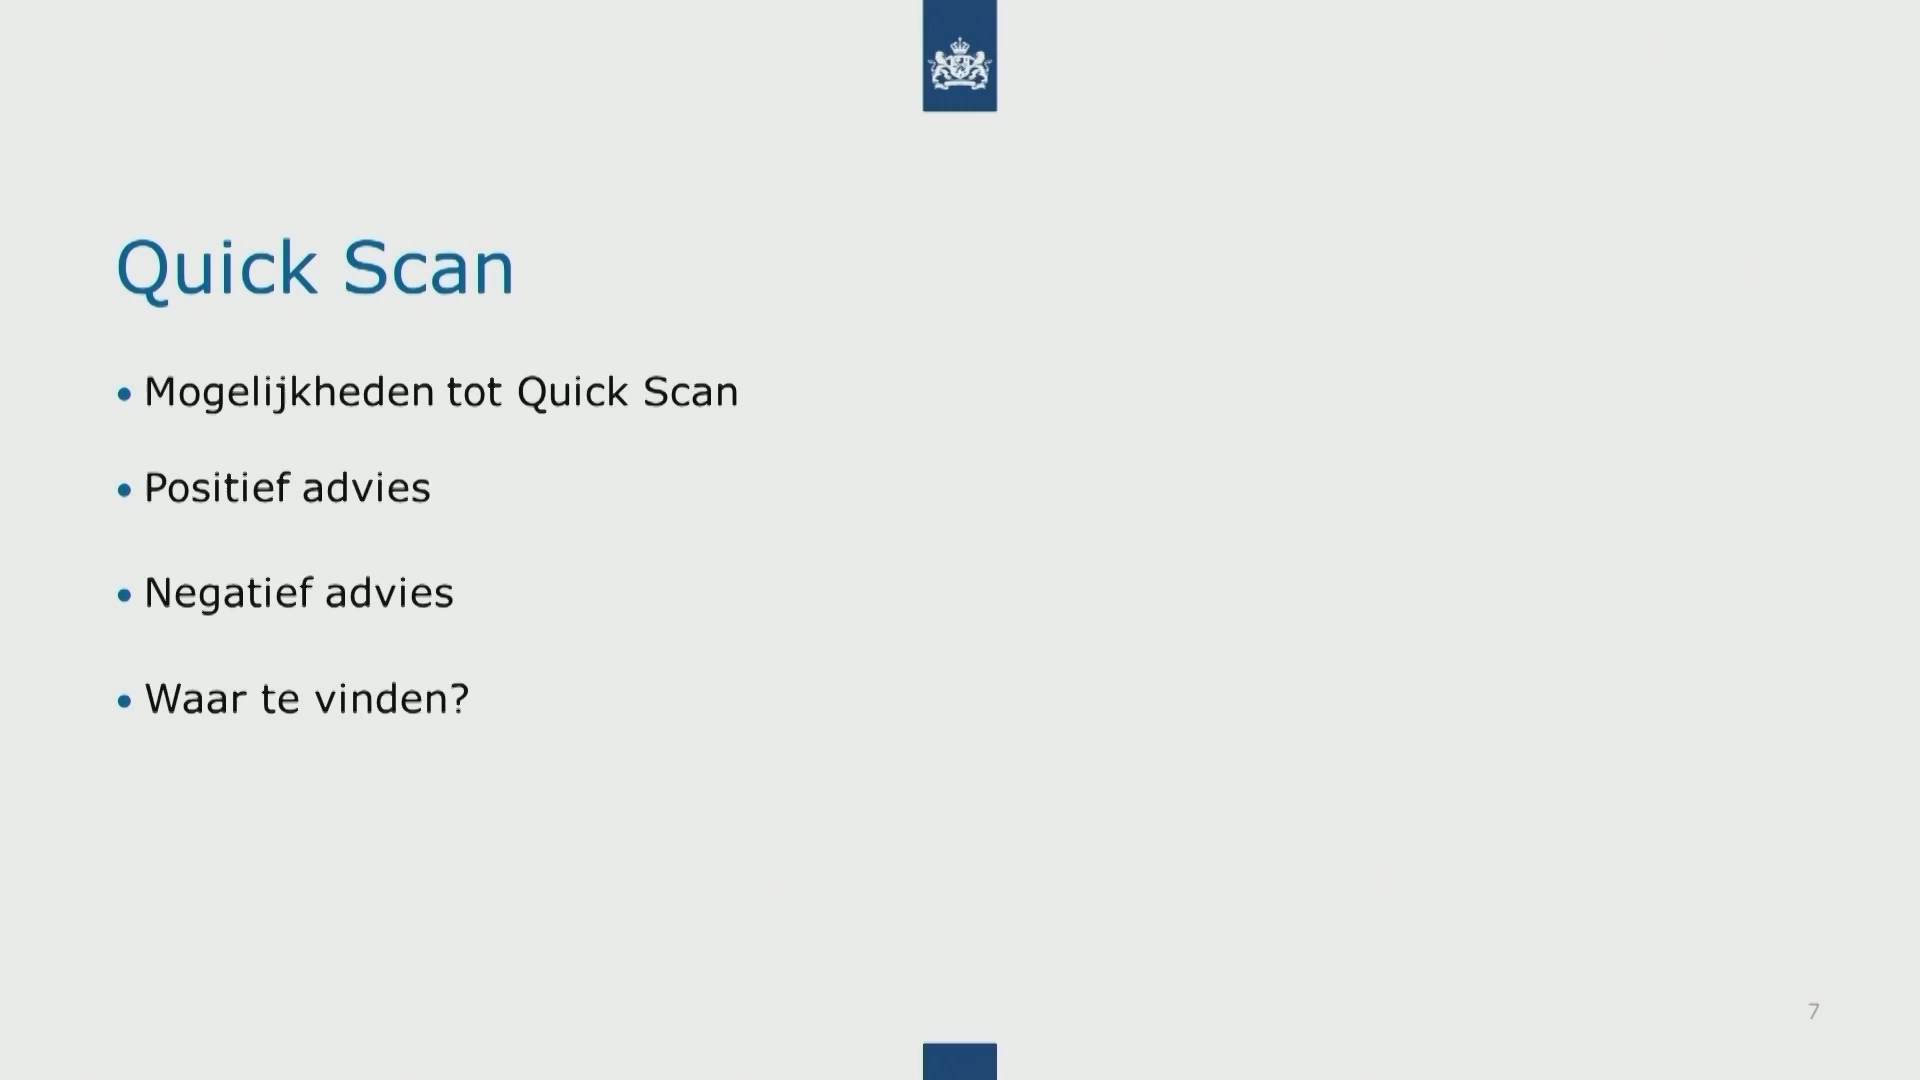 Quick Scan
• Mogelijkheden tot Quick Scan
• Positief advies
• Negatief advies
• Waar te vinden?
7